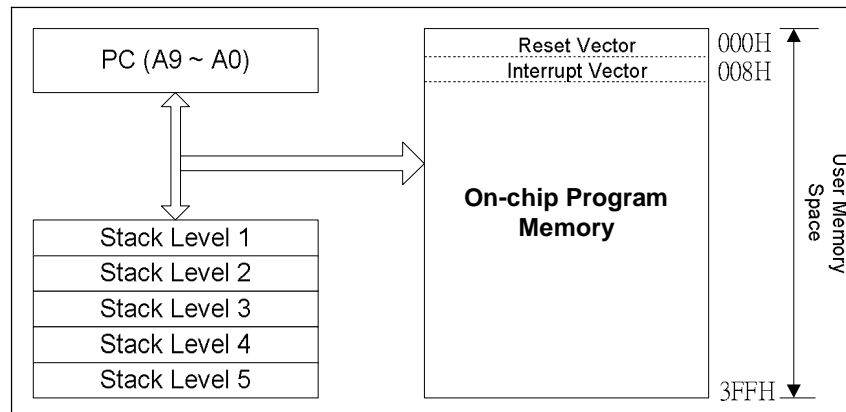 PC (A9 ~ A0)
Stack Level 1
Stack Level 2
Stack Level 3
Stack Level 4
Stack Level 5
Reset Vector
000H
Interrupt Vector
008H
On-chip Program
Memory
3FFH
User Memory
Space